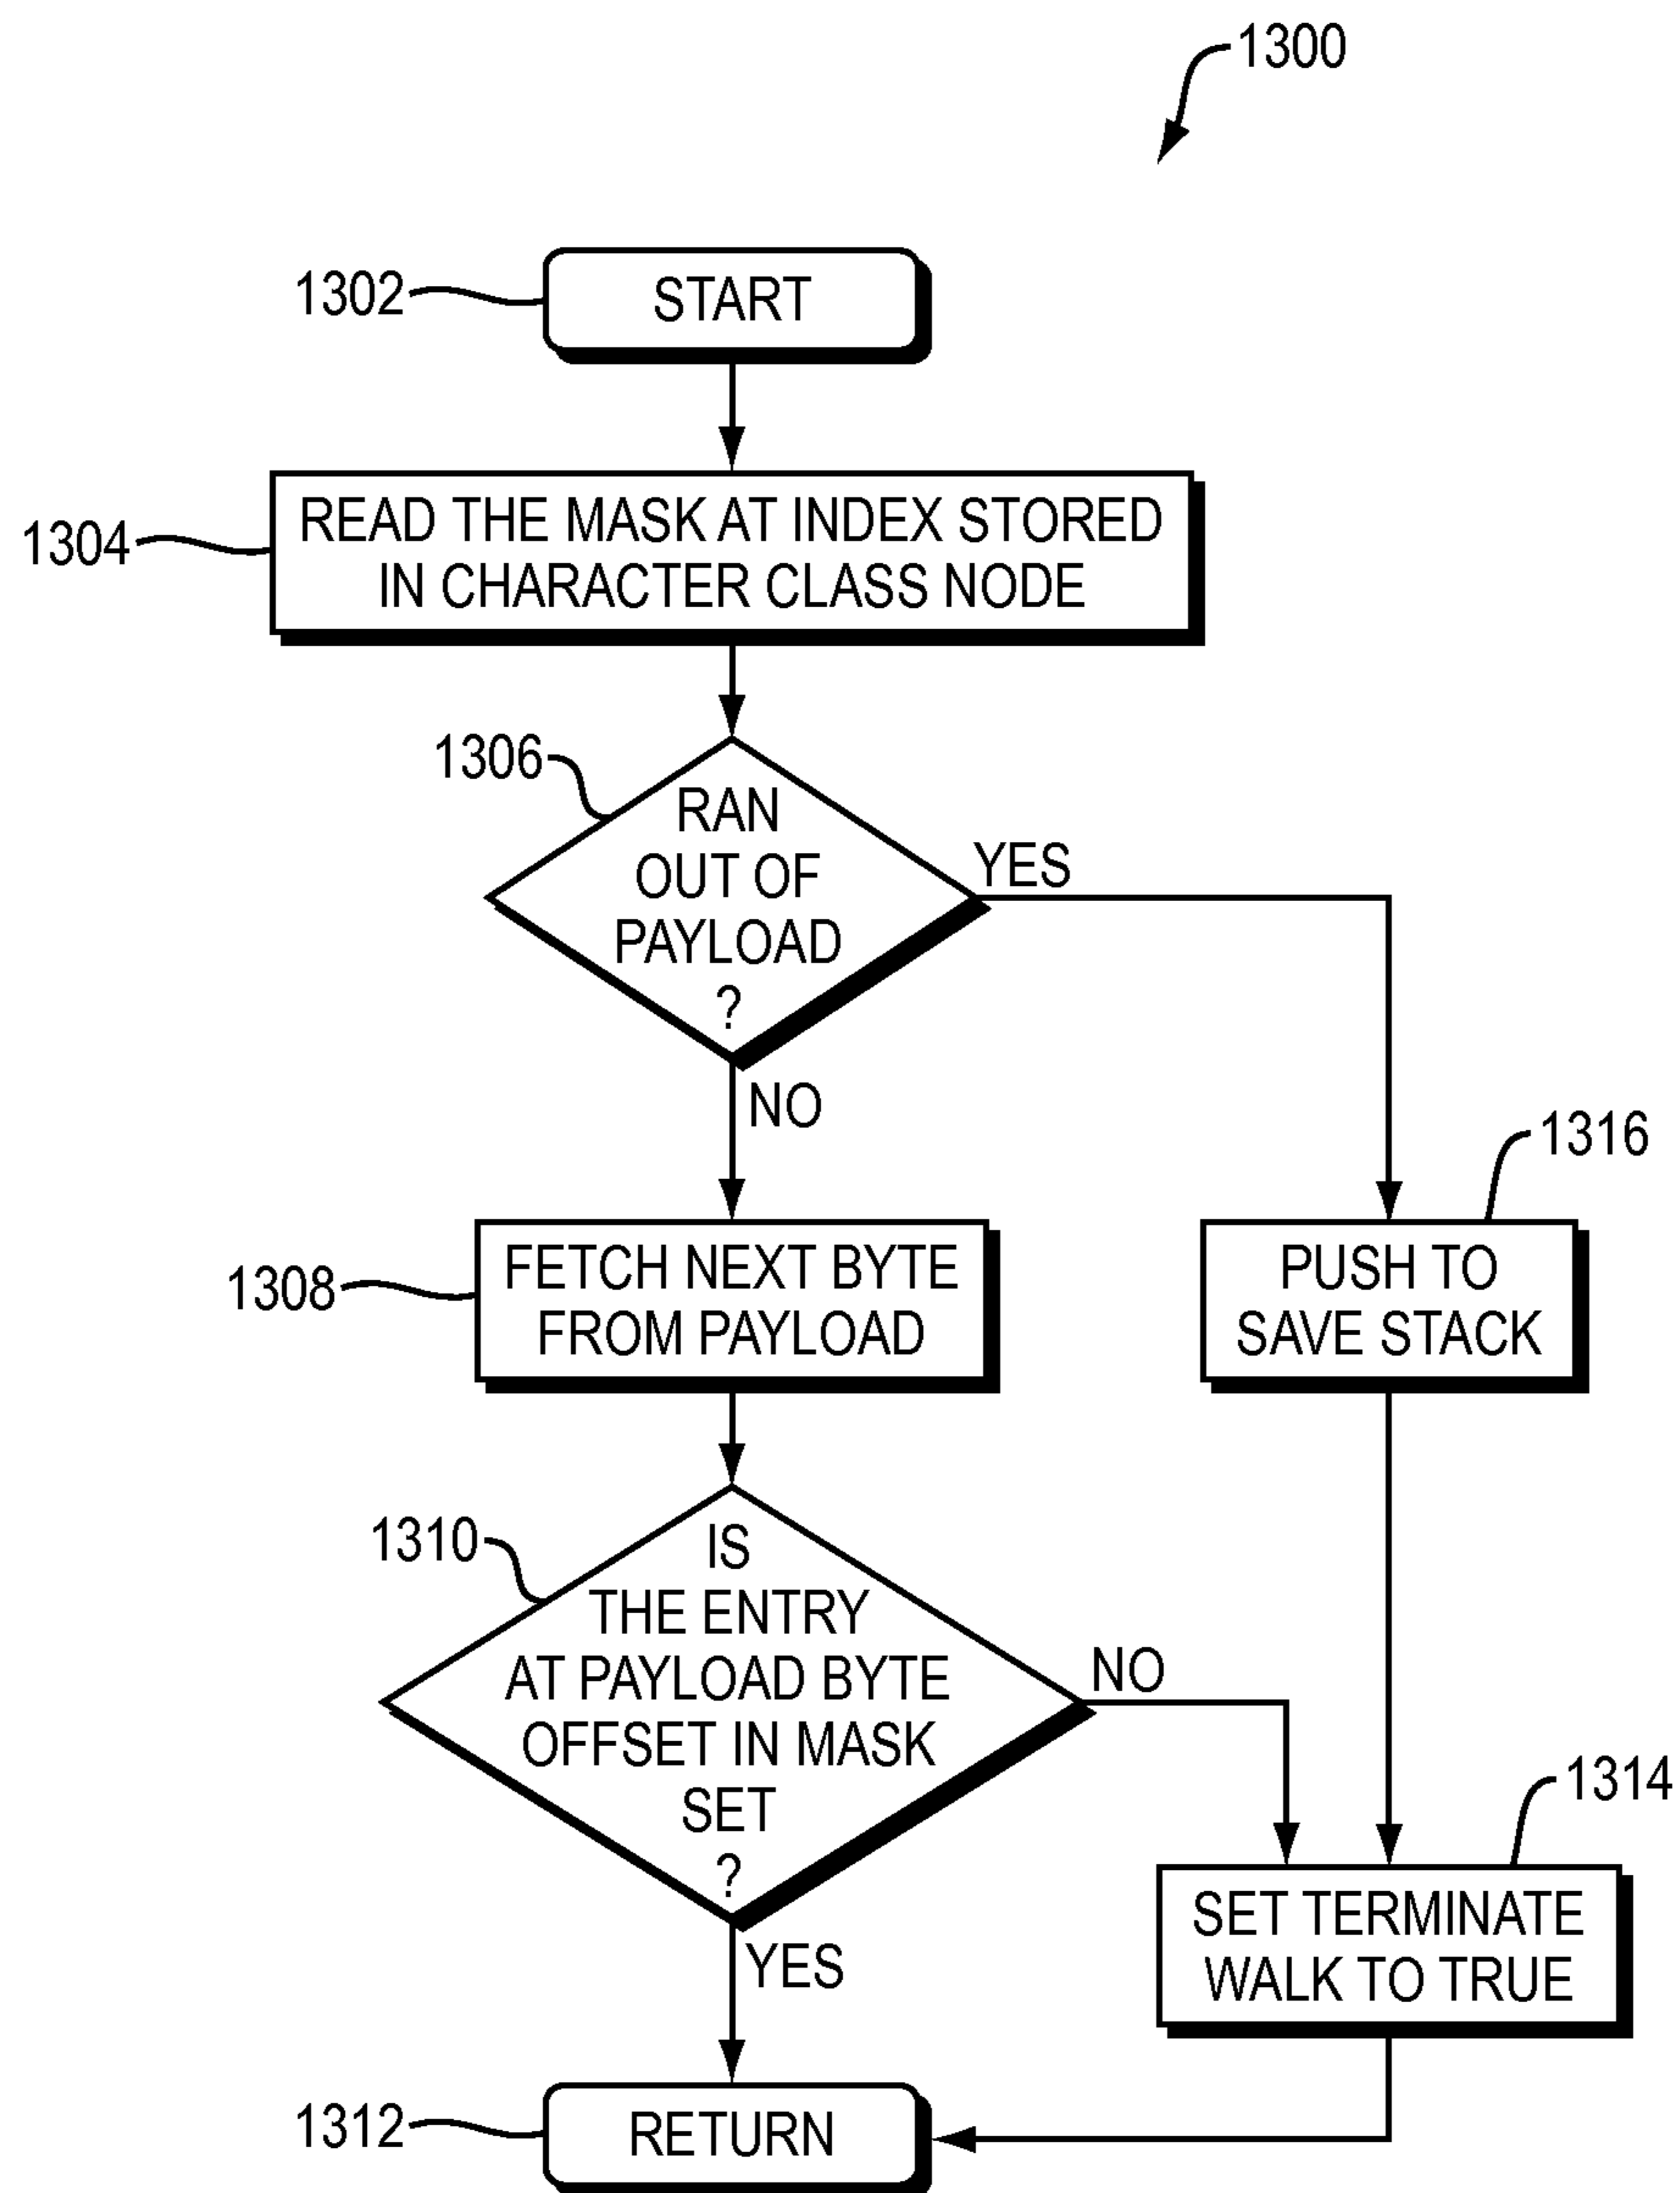 1300
1302
START
1304
READ THE MASK AT INDEX STORED
IN CHARACTER CLASS NODE
1306
RAN
OUT OF
PAYLOAD
?
YES
NO
1316
1308
FETCH NEXT BYTE
FROM PAYLOAD
PUSH TO
SAVE STACK
1310
IS
THE ENTRY
AT PAYLOAD BYTE
OFFSET IN MASK
SET
?
NO
YES
1314
SET TERMINATE
WALK TO TRUE
1312
RETURN